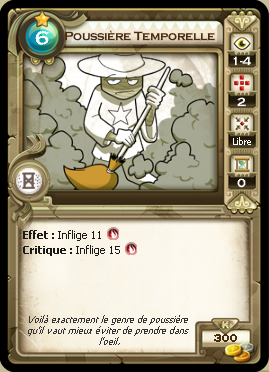 6
POUSSIÈRE TEMPORELLE
1-4
2
Libre
0
Effet : Inflige 11
Critique : Inflige 15
Voilà exactement le genre de poussière
qu'il vaut mieux éviter de prendre dans
l'oeil.
K
300